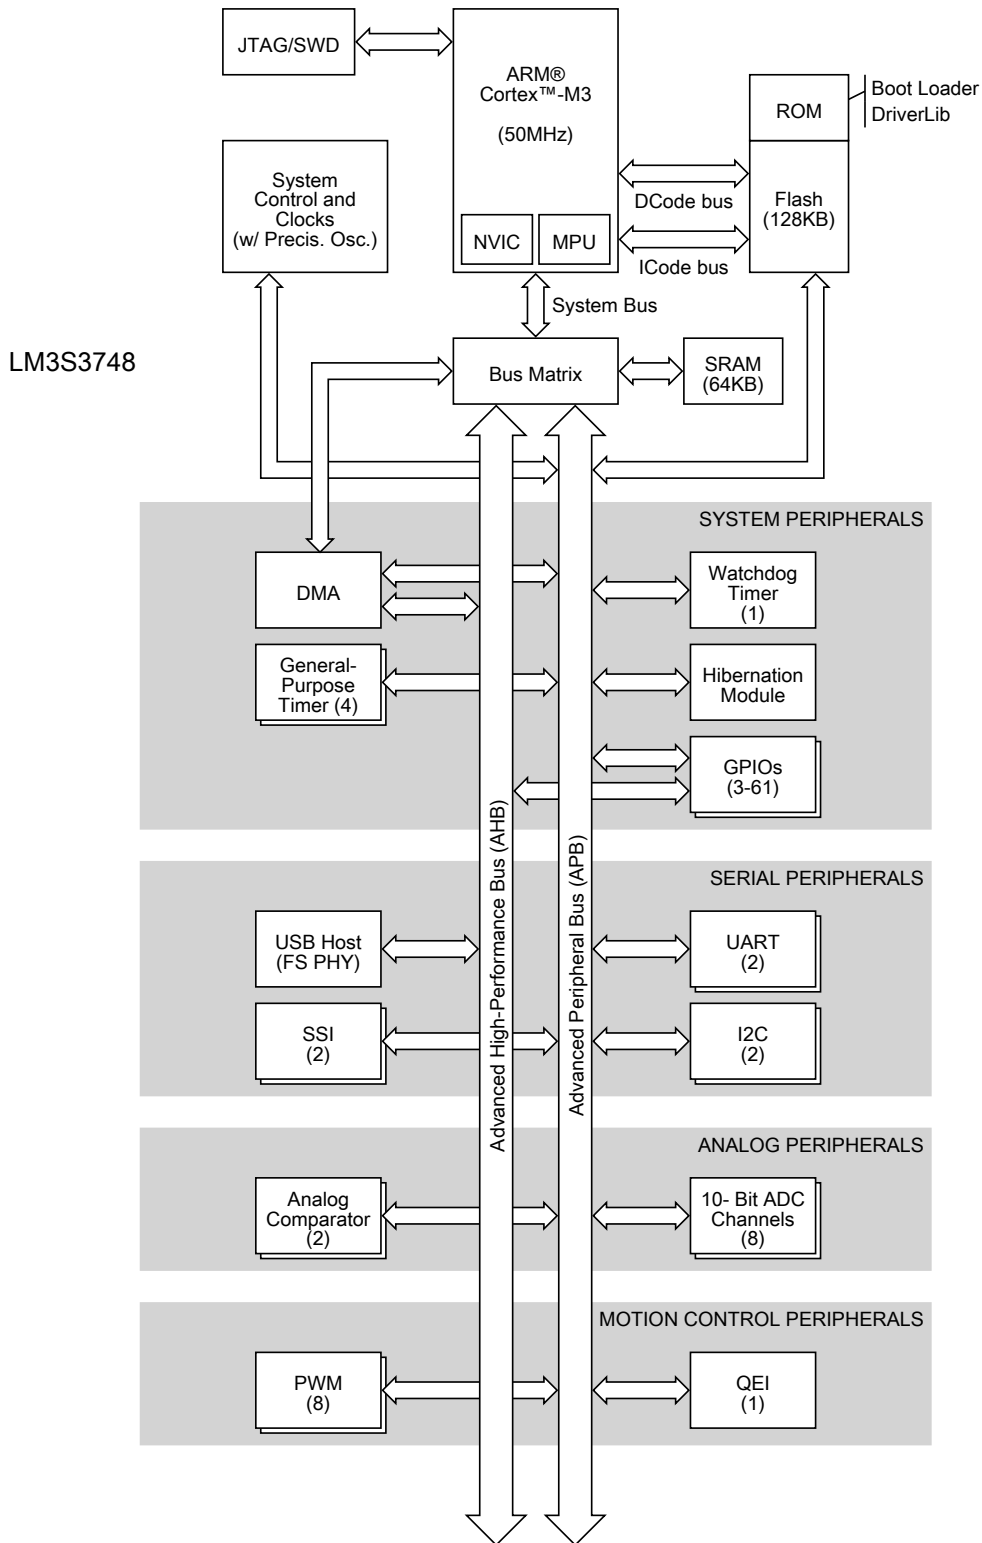 JTAG/SWD
ARM®
Cortex™-M3
(50MHz)
NVIC
MPU
ROM
Boot Loader
DriverLib
Flash
(128KB)
DCode bus
ICode bus
System
Control and
Clocks
(w/ Precis. Osc.)
System Bus
LM3S3748
Bus Matrix
SRAM
(64KB)
SYSTEM PERIPHERALS
DMA
Watchdog
Timer
(1)
General-
Purpose
Timer (4)
Hibernation
Module
GPIOs
(3-61)
Advanced High-Performance Bus (AHB)
Advanced Peripheral Bus (APB)
SERIAL PERIPHERALS
USB Host
(FS PHY)
UART
(2)
SSI
(2)
I2C
(2)
ANALOG PERIPHERALS
Analog
Comparator
(2)
10- Bit ADC
Channels
(8)
MOTION CONTROL PERIPHERALS
PWM
(8)
QEI
(1)